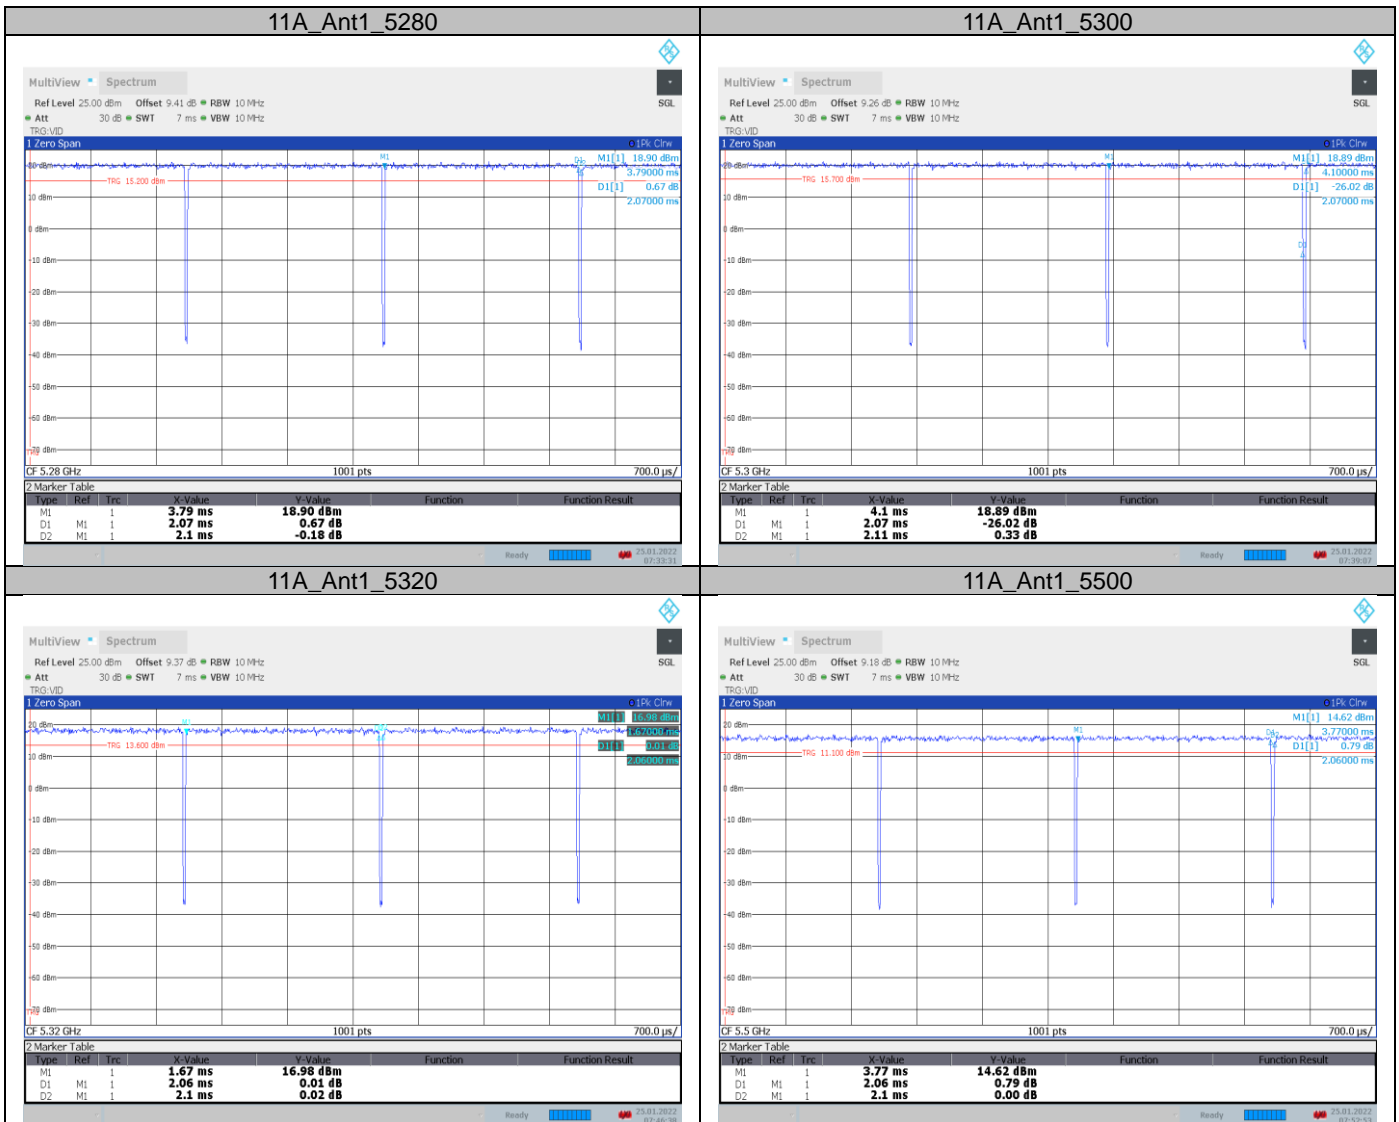 11A_Ant1_5280
MultiView Spectrum
Ref Level 25.00 dBm Offset 9.41 dB RBW 10 MHz SGL
Att 30 dB SWT 7 ms VBW 10 MHz
TRG:VID
1 Zero Span 1Pk Clrw
M1 M1[1] 18.90 dBm
3.79000 ms
TRG 15.200 dBm D1[1] 0.67 dB
2.07000 ms
10 dBm
0 dBm
-10 dBm
-20 dBm
-30 dBm
-40 dBm
-50 dBm
-60 dBm
CF 5.28 GHz 1001 pts 700.0 µs/
2 Marker Table
Type Ref Trc X-Value Y-Value Function Function Result
M1 1 3.79 ms 18.90 dBm
D1 M1 1 2.07 ms 0.67 dB
D2 M1 1 2.1 ms -0.18 dB
Ready 25.01.2022
07:33:31
11A_Ant1_5300
MultiView Spectrum
Ref Level 25.00 dBm Offset 9.26 dB RBW 10 MHz SGL
Att 30 dB SWT 7 ms VBW 10 MHz
TRG:VID
1 Zero Span 1Pk Clrw
M1 M1[1] 18.89 dBm
4.10000 ms
TRG 15.700 dBm D1[1] -26.02 dB
2.07000 ms
10 dBm
0 dBm
-10 dBm
-20 dBm
-30 dBm
-40 dBm
-50 dBm
-60 dBm
CF 5.3 GHz 1001 pts 700.0 µs/
2 Marker Table
Type Ref Trc X-Value Y-Value Function Function Result
M1 1 4.1 ms 18.89 dBm
D1 M1 1 2.07 ms -26.02 dB
D2 M1 1 2.11 ms 0.33 dB
Ready 25.01.2022
07:39:07
11A_Ant1_5320
MultiView Spectrum
Ref Level 25.00 dBm Offset 9.37 dB RBW 10 MHz SGL
Att 30 dB SWT 7 ms VBW 10 MHz
TRG:VID
1 Zero Span 1Pk Clrw
20 dBm M1 M1[1] 16.98 dBm
1.67000 ms
TRG 13.600 dBm D1[1] 0.01 dB
10 dBm 2.06000 ms
0 dBm
-10 dBm
-20 dBm
-30 dBm
-40 dBm
-50 dBm
-60 dBm
CF 5.32 GHz 1001 pts 700.0 µs/
2 Marker Table
Type Ref Trc X-Value Y-Value Function Function Result
M1 1 1.67 ms 16.98 dBm
D1 M1 1 2.06 ms 0.01 dB
D2 M1 1 2.1 ms 0.02 dB
Ready 25.01.2022
11A_Ant1_5500
MultiView Spectrum
Ref Level 25.00 dBm Offset 9.18 dB RBW 10 MHz SGL
Att 30 dB SWT 7 ms VBW 10 MHz
TRG:VID
1 Zero Span 1Pk Clrw
20 dBm M1[1] 14.62 dBm
M1 3.77000 ms
D1[1] 0.79 dB
TRG 11.100 dBm
10 dBm 2.06000 ms
0 dBm
-10 dBm
-20 dBm
-30 dBm
-40 dBm
-50 dBm
-60 dBm
CF 5.5 GHz 1001 pts 700.0 µs/
2 Marker Table
Type Ref Trc X-Value Y-Value Function Function Result
M1 1 3.77 ms 14.62 dBm
D1 M1 1 2.06 ms 0.79 dB
D2 M1 1 2.1 ms 0.00 dB
Ready 25.01.2022